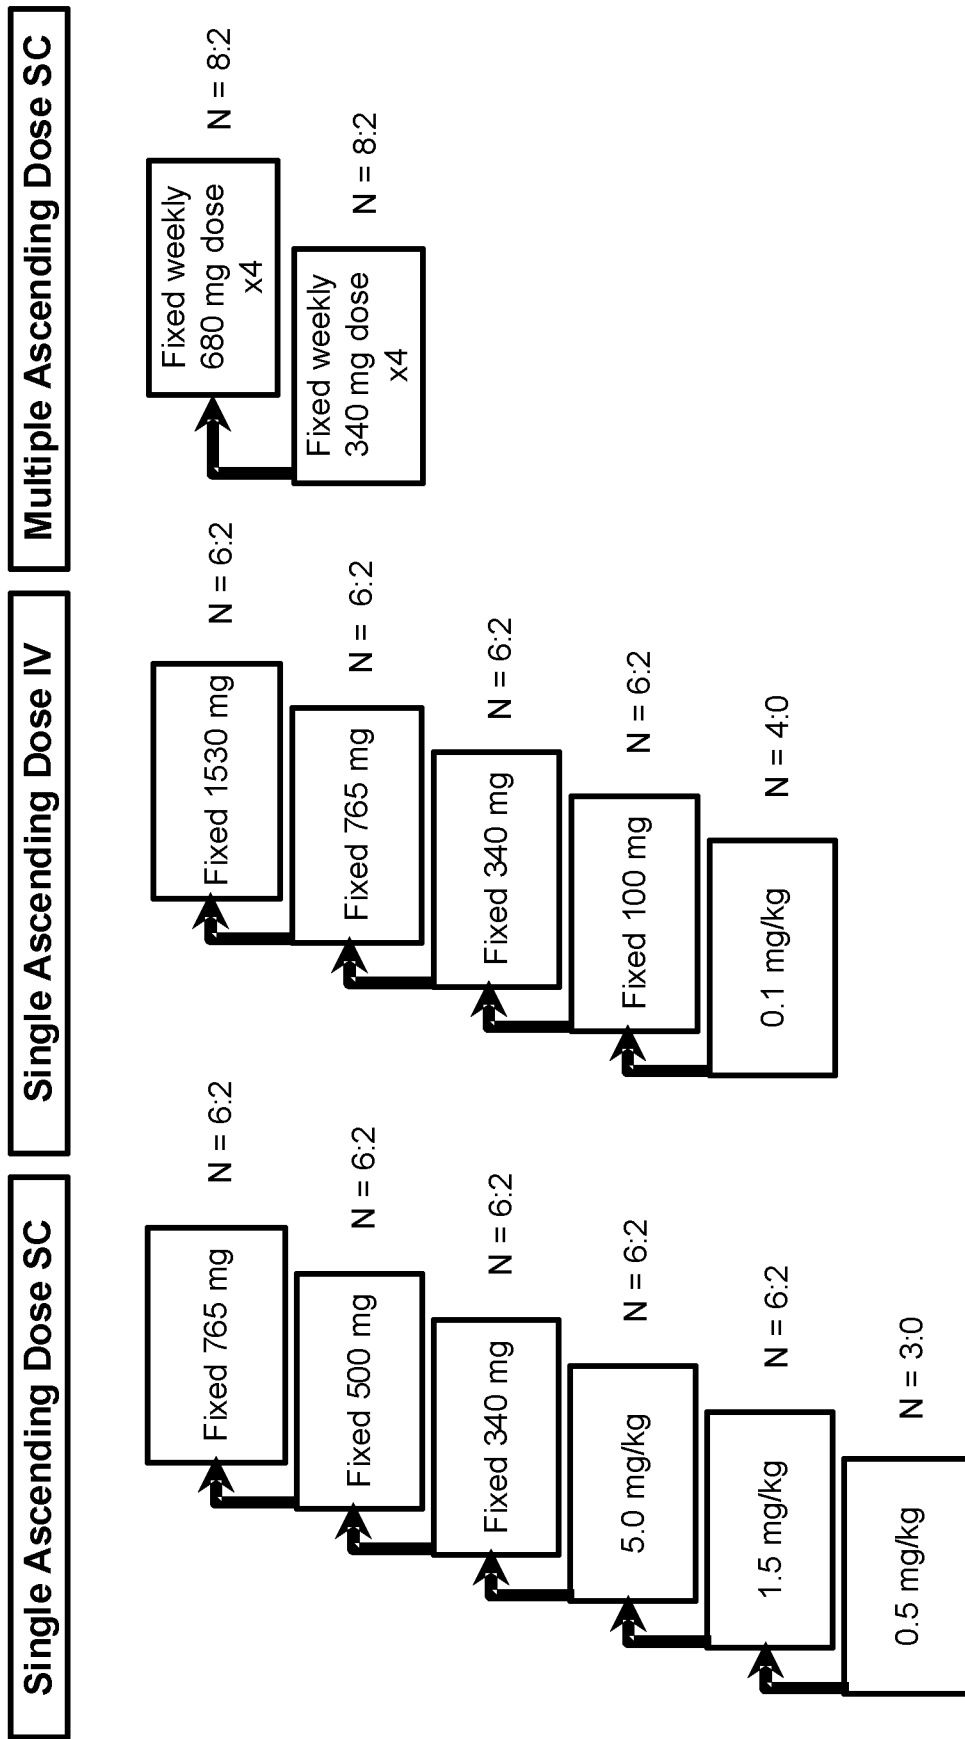 Single Ascending Dose SC
Fixed 765 mg
N = 6:2
Fixed 500 mg
N = 6:2
Fixed 340 mg
N = 6:2
5.0 mg/kg
N = 6:2
1.5 mg/kg
N = 6:2
0.5 mg/kg
N = 3:0
Single Ascending Dose IV
Fixed 1530 mg
N = 6:2
Fixed 765 mg
N = 6:2
Fixed 340 mg
N = 6:2
Fixed 100 mg
N = 6:2
0.1 mg/kg
N = 4:0
Multiple Ascending Dose SC
Fixed weekly
680 mg dose
x4
N = 8:2
Fixed weekly
340 mg dose
x4
N = 8:2